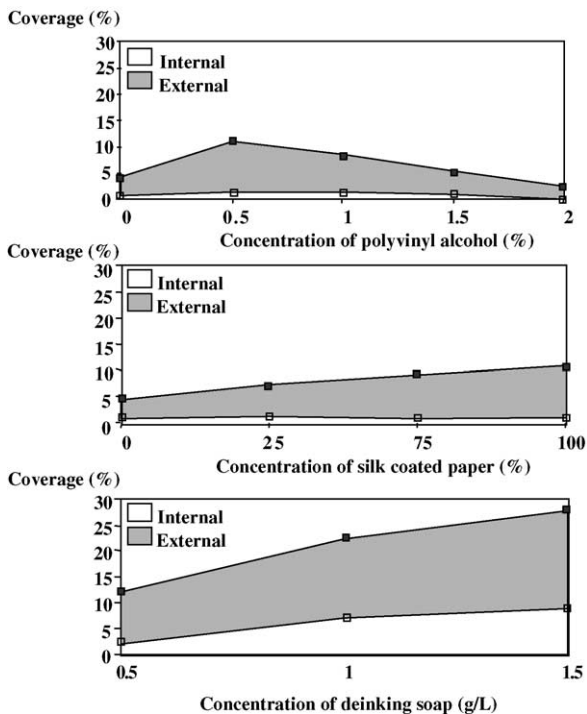 Coverage (%)
30
25
20
15
10
5
0
Internal
External
0 0.5 1 1.5 2
Concentration of polyvinyl alcohol (%)
Coverage (%)
30
25
20
15
10
5
0
Internal
External
0 25 75 100
Concentration of silk coated paper (%)
Coverage (%)
30
25
20
15
10
5
0
Internal
External
0.5 1 1.5
Concentration of deinking soap (g/L)